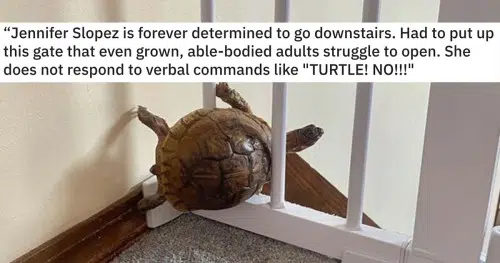 “Jennifer Slopez is forever determined to go downstairs. Had to put up
this gate that even grown, able-bodied adults struggle to open. She
does not respond to verbal commands like "TURTLE! NO!!!"